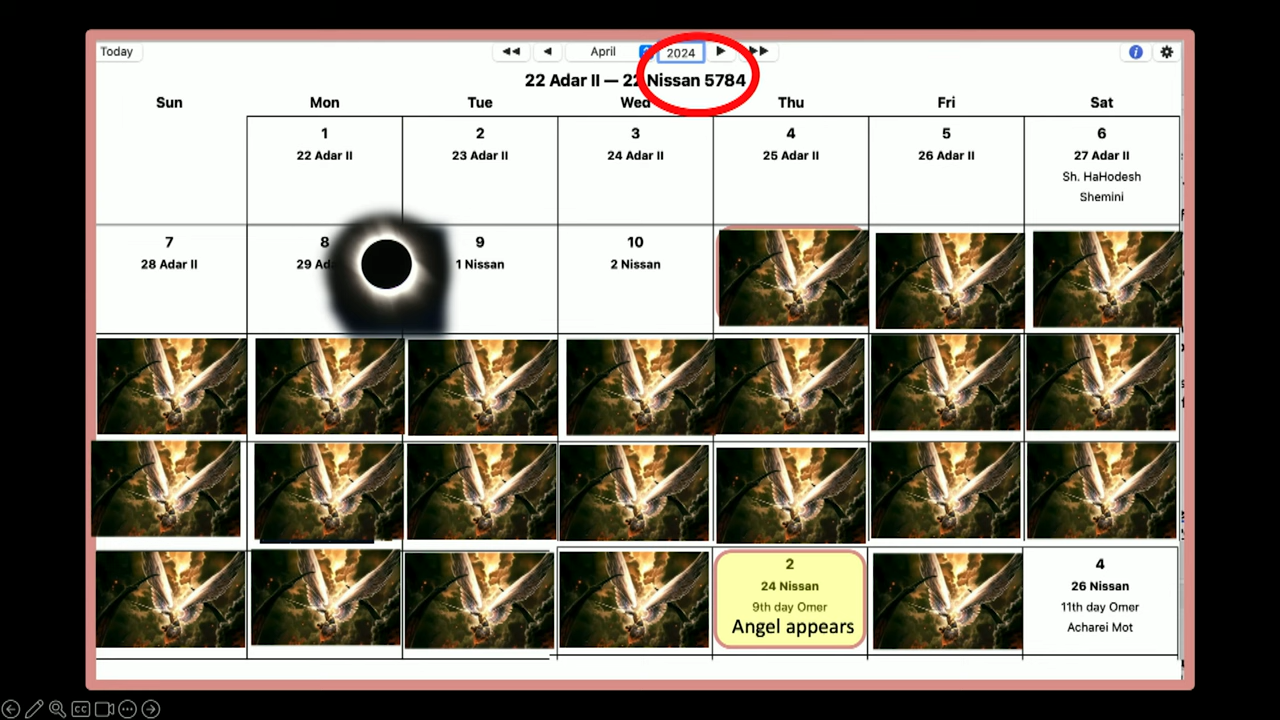 Today
April
2024
22 Adar II — 22 Nissan 5784
Sun Mon Tue Wed Thu Fri Sat
1 2 3 4 5 6
22 Adar II 23 Adar II 24 Adar II 25 Adar II 26 Adar II 27 Adar II
Sh. HaHodesh
Shemini
7 8 9 10
28 Adar II 29 Ad 1 Nissan 2 Nissan
2 4
24 Nissan 26 Nissan
9th day Omer 11th day Omer
Angel appears Acharei Mot
CC